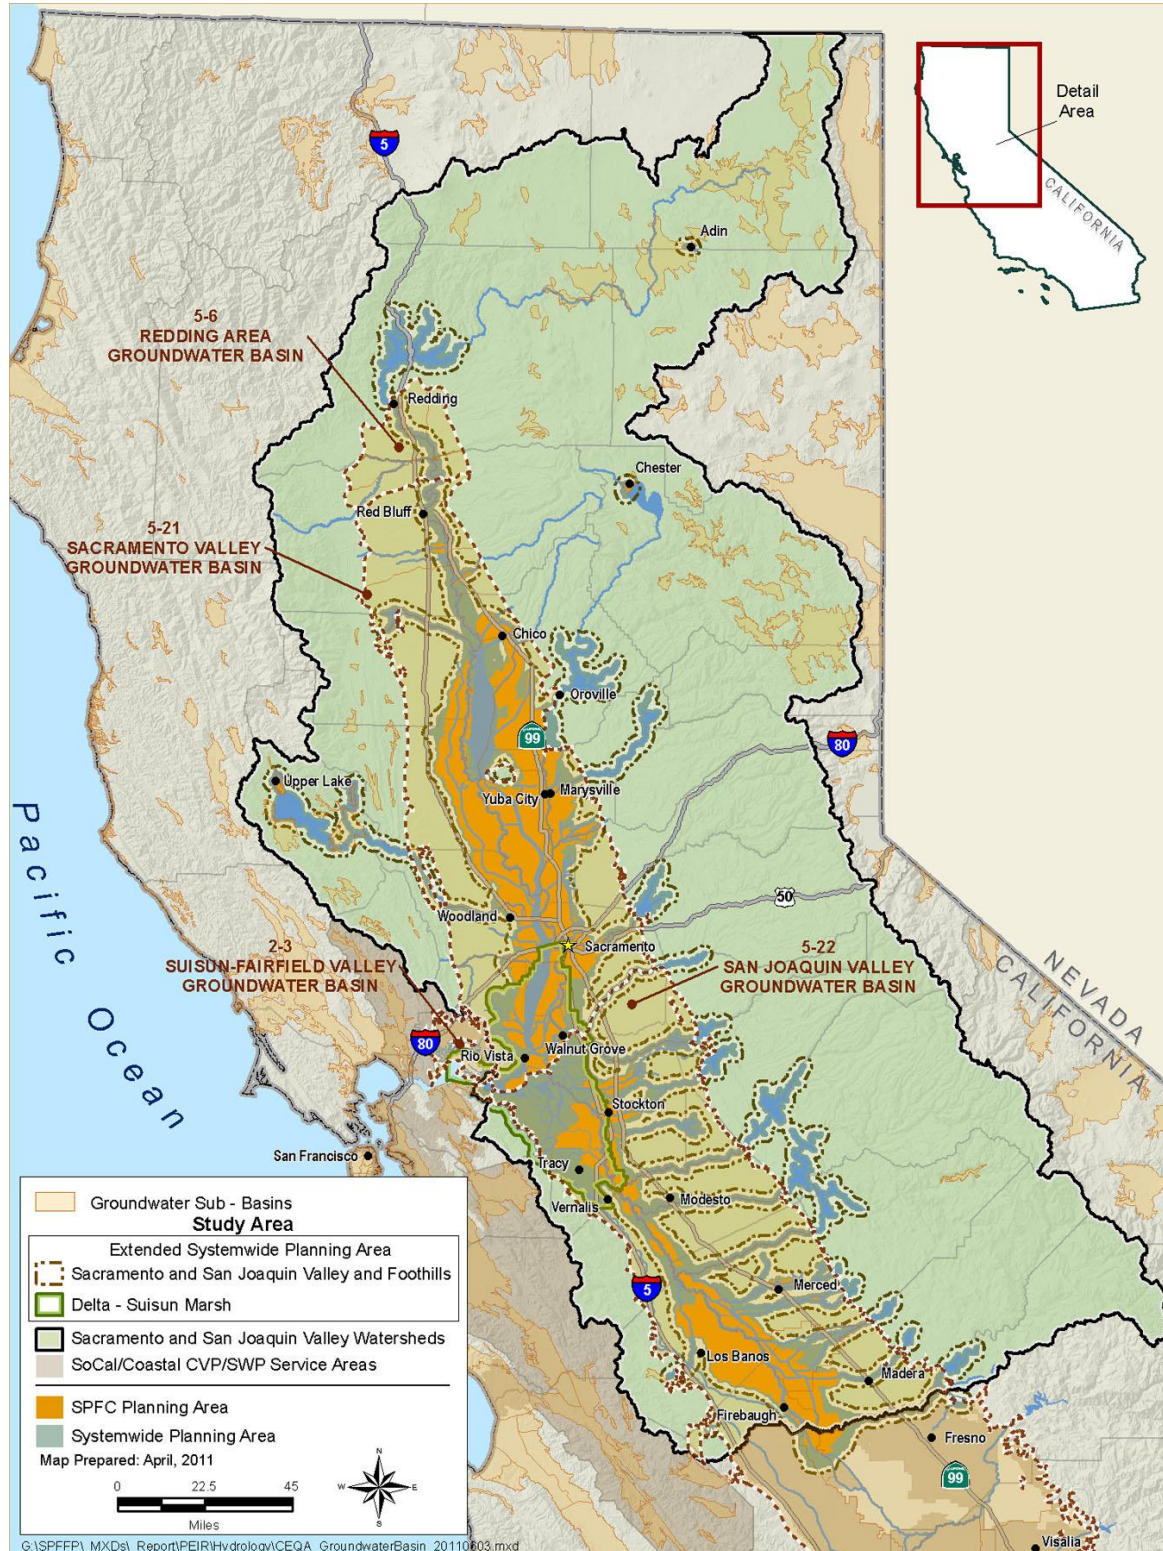 Detail
Area
CALIFORNIA
5
Adin
5-6
REDDING AREA
GROUNDWATER BASIN
Redding
Chester
Red Bluff
5-21
SACRAMENTO VALLEY
GROUNDWATER BASIN
Chico
Oroville
99
80
Upper Lake
Yuba City
Marysville
Pacific Ocean
50
Woodland
Sacramento
2-3
SUISUN-FAIRFIELD VALLEY
GROUNDWATER BASIN
5-22
SAN JOAQUIN VALLEY
GROUNDWATER BASIN
NEVADA
CALIFORNIA
80
Rio Vista
Walnut Grove
Stockton
San Francisco
Tracy
Vernalis
Modesto
5
Merced
Los Banos
Madera
Firebaugh
Fresno
99
Visalia
Groundwater Sub - Basins
Study Area
Extended Systemwide Planning Area
Sacramento and San Joaquin Valley and Foothills
Delta - Suisun Marsh
Sacramento and San Joaquin Valley Watersheds
SoCal/Coastal CVP/SWP Service Areas
SPFC Planning Area
Systemwide Planning Area
Map Prepared: April, 2011
0 22.5 45
Miles
N
W E
S
G:\SPFFP\_MXDs\_Report\PEIR\Hydrology\CEQA_GroundwaterBasin_20110603.mxd